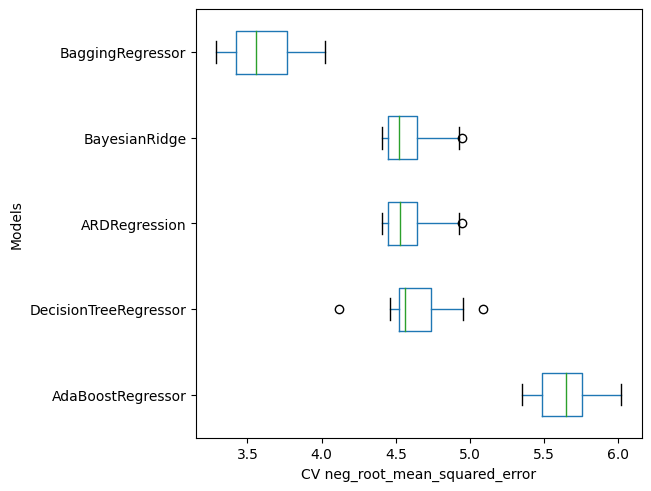 BaggingRegressor
BayesianRidge
ARDRegression
DecisionTreeRegressor
AdaBoostRegressor
Models
3.5 4.0 4.5 5.0 5.5 6.0
CV neg_root_mean_squared_error